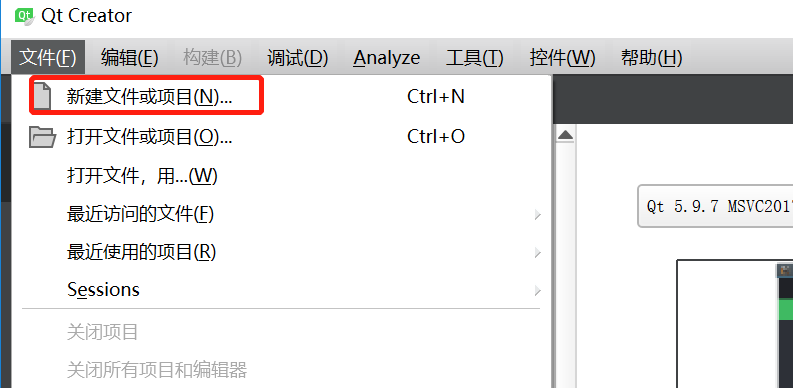 Qt Creator
文件(F) 编辑(E) 构建(B) 调试(D) Analyze 工具(T) 控件(W) 帮助(H)
新建文件或项目(N)... Ctrl+N
打开文件或项目(O)... Ctrl+O
打开文件，用...(W)
最近访问的文件(F)
Qt 5.9.7 MSVC2017
最近使用的项目(R)
Sessions
关闭项目
关闭所有项目和编辑器